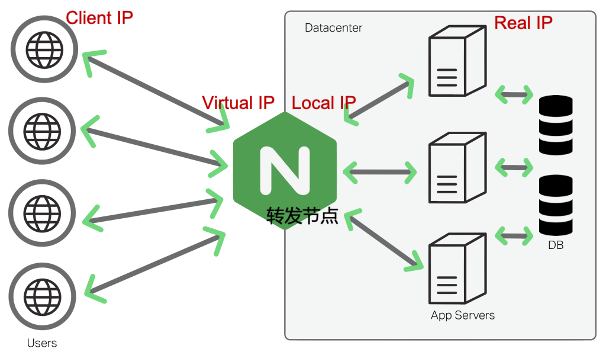 Client IP
Datacenter
Real IP
Virtual IP
Local IP
N
转发节点
DB
App Servers
Users